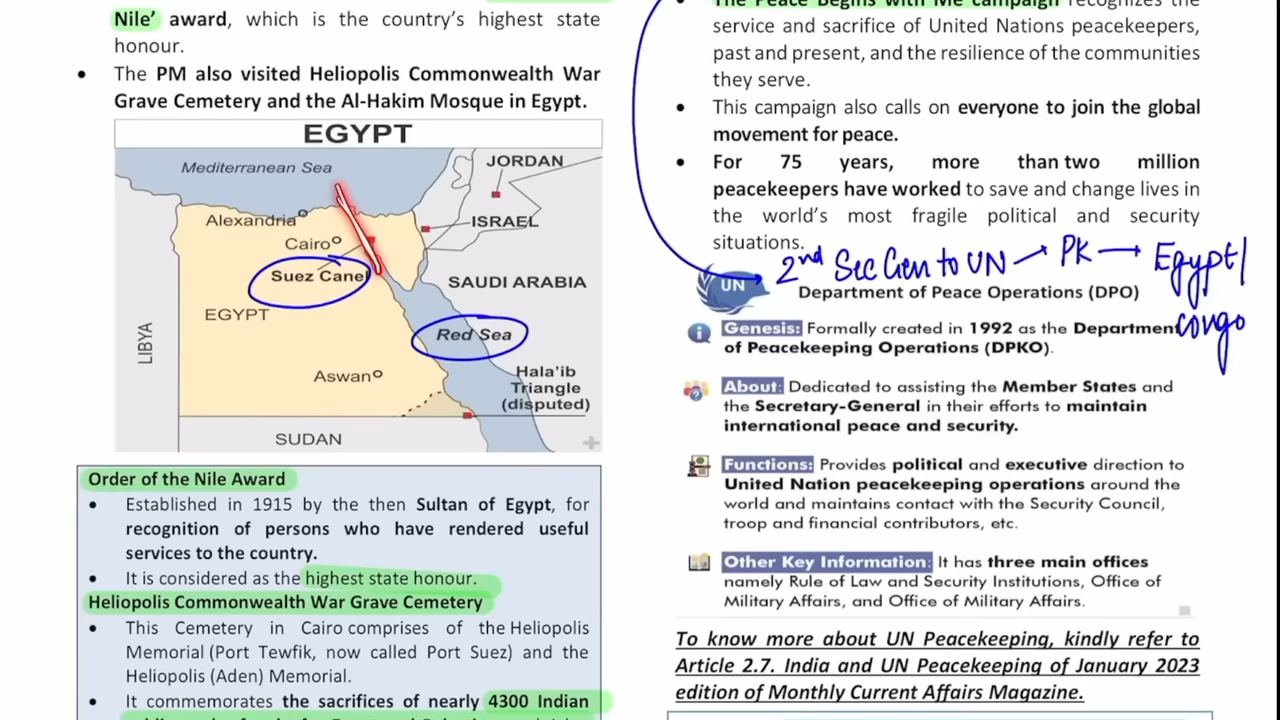 Nile' award, which is the country's highest state
honour.
• The PM also visited Heliopolis Commonwealth War
Grave Cemetery and the Al-Hakim Mosque in Egypt.
EGYPT
Mediterranean Sea
JORDAN
Alexandria
ISRAEL
Cairo
Suez Canel
SAUDI ARABIA
EGYPT
LIBYA
Red Sea
Aswan
Hala'ib
Triangle
(disputed)
SUDAN
Order of the Nile Award
• Established in 1915 by the then Sultan of Egypt, for
recognition of persons who have rendered useful
services to the country.
• It is considered as the highest state honour.
Heliopolis Commonwealth War Grave Cemetery
• This Cemetery in Cairo comprises of the Heliopolis
Memorial (Port Tewfik, now called Port Suez) and the
Heliopolis (Aden) Memorial.
• It commemorates the sacrifices of nearly 4300 Indian
• The Peace Begins with Me campaign recognizes the
service and sacrifice of United Nations peacekeepers,
past and present, and the resilience of the communities
they serve.
• This campaign also calls on everyone to join the global
movement for peace.
• For 75 years, more than two million
peacekeepers have worked to save and change lives in
the world's most fragile political and security
situations.
2nd Sec Gen to UN → PK → Egypt/
Congo
UN
Department of Peace Operations (DPO)
Genesis: Formally created in 1992 as the Department
of Peacekeeping Operations (DPKO).
About: Dedicated to assisting the Member States and
the Secretary-General in their efforts to maintain
international peace and security.
Functions: Provides political and executive direction to
United Nation peacekeeping operations around the
world and maintains contact with the Security Council,
troop and financial contributors, etc.
Other Key Information: It has three main offices
namely Rule of Law and Security Institutions, Office of
Military Affairs, and Office of Military Affairs.
To know more about UN Peacekeeping, kindly refer to
Article 2.7. India and UN Peacekeeping of January 2023
edition of Monthly Current Affairs Magazine.